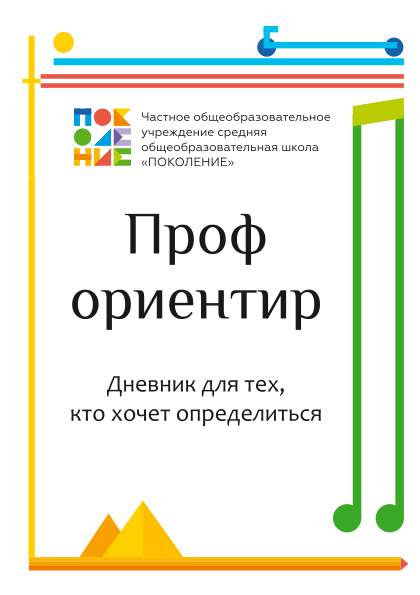 ПОК
ОЛЕ
НИЕ
Частное общеобразовательное
учреждение средняя
общеобразовательная школа
«ПОКОЛЕНИЕ»
Проф
ориентир
Дневник для тех,
кто хочет определиться